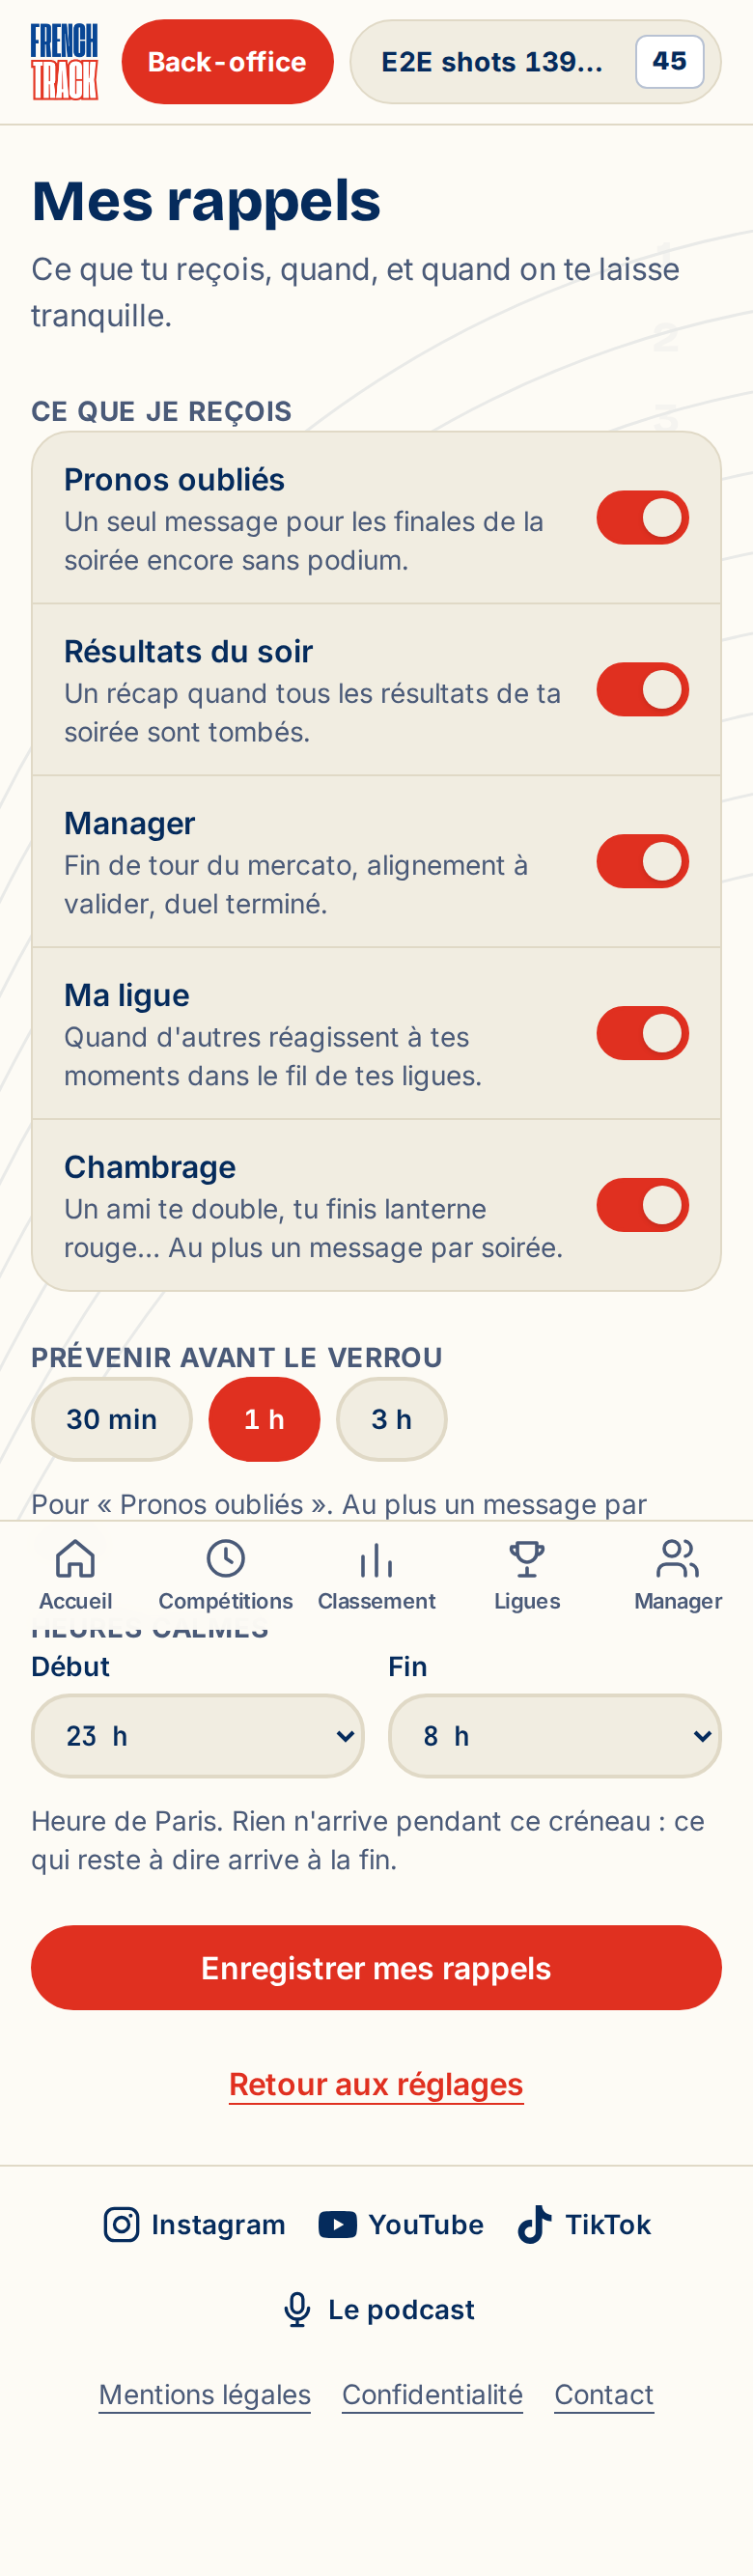 FRENCH
TRACK
Back-office
E2E shots 139…
45
Mes rappels
Ce que tu reçois, quand, et quand on te laisse
tranquille.
1
2
3
CE QUE JE REÇOIS
Pronos oubliés
Un seul message pour les finales de la
soirée encore sans podium.
Résultats du soir
Un récap quand tous les résultats de ta
soirée sont tombés.
Manager
Fin de tour du mercato, alignement à
valider, duel terminé.
Ma ligue
Quand d'autres réagissent à tes
moments dans le fil de tes ligues.
Chambrage
Un ami te double, tu finis lanterne
rouge… Au plus un message par soirée.
PRÉVENIR AVANT LE VERROU
30 min
1 h
3 h
Pour « Pronos oubliés ». Au plus un message par
Accueil
Compétitions
Classement
Ligues
Manager
HEURES CALMES
Début
Fin
23 h
8 h
Heure de Paris. Rien n'arrive pendant ce créneau : ce
qui reste à dire arrive à la fin.
Enregistrer mes rappels
Retour aux réglages
Instagram
YouTube
TikTok
Le podcast
Mentions légales
Confidentialité
Contact